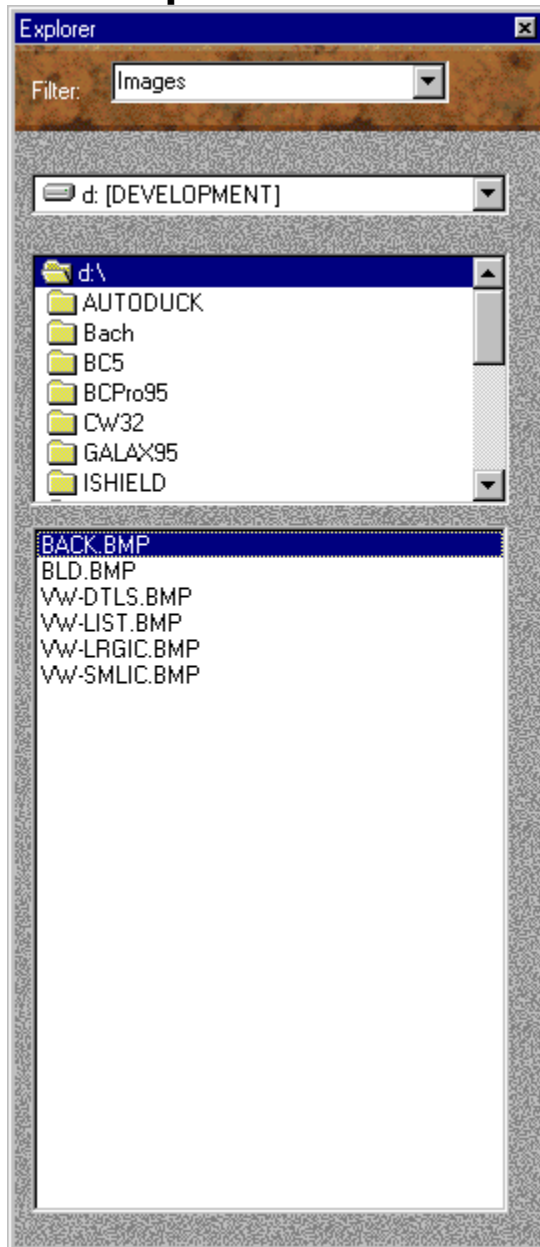 Explorer
Filter: Images
d: [DEVELOPMENT]
d:\
AUTODUCK
Bach
BC5
BCPro95
CW32
GALAX95
ISHIELD
BACK.BMP
BLD.BMP
VW-DTLS.BMP
VW-LIST.BMP
VW-LRGIC.BMP
VW-SMLIC.BMP